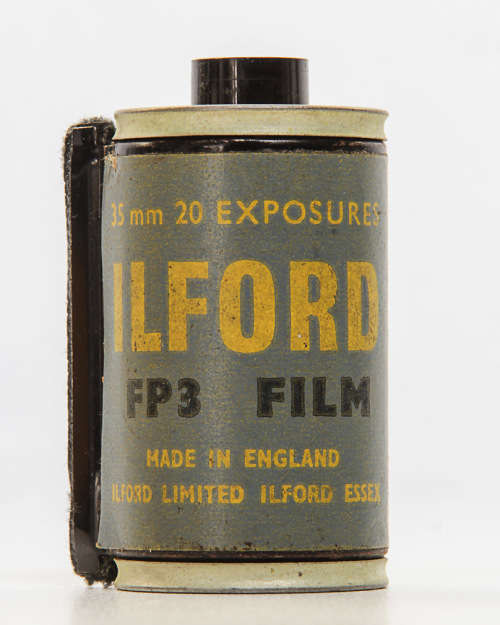 35 mm 20 EXPOSURES
ILFORD
FP3 FILM
MADE IN ENGLAND
ILFORD LIMITED ILFORD ESSEX